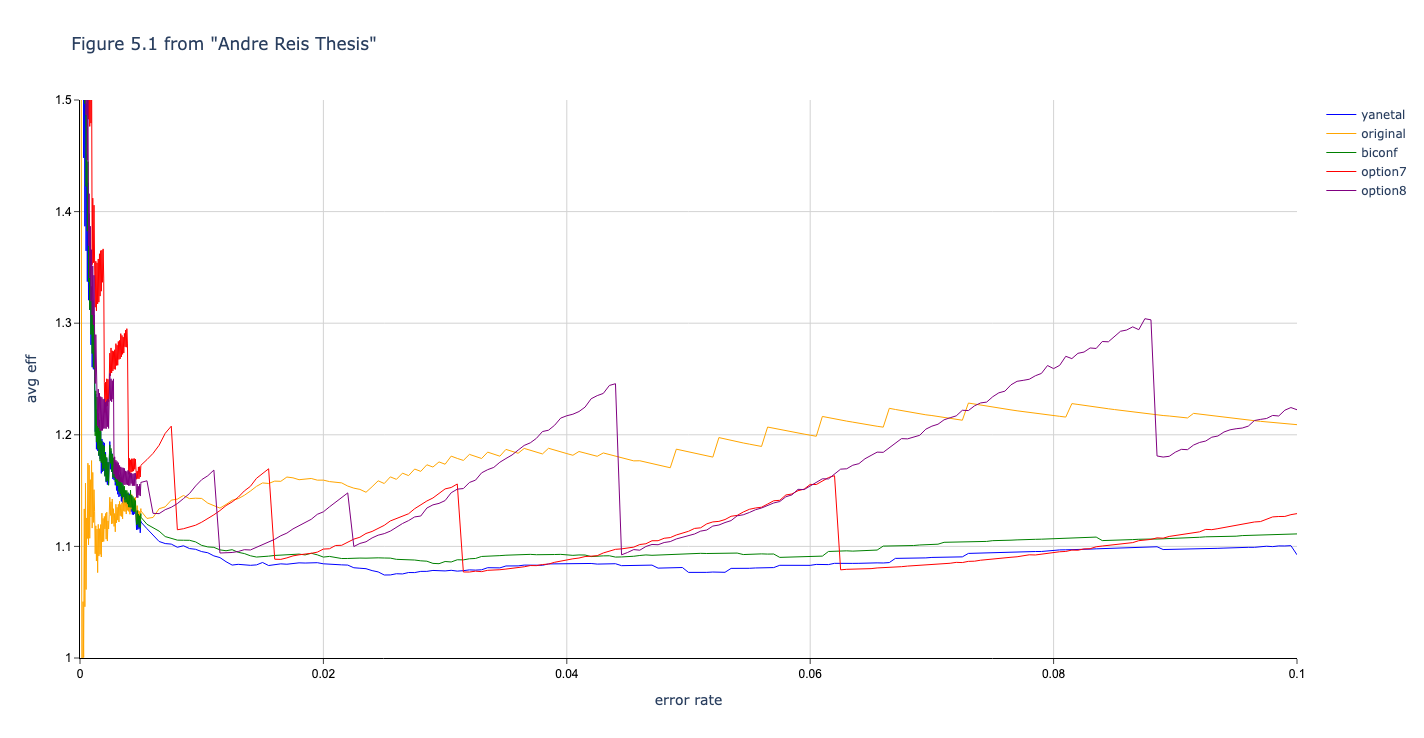 Figure 5.1 from "Andre Reis Thesis"
1.5
1.4
1.3
1.2
1.1
1
avg eff
0
0.02
0.04
0.06
0.08
0.1
error rate
yanetal
original
biconf
option7
option8